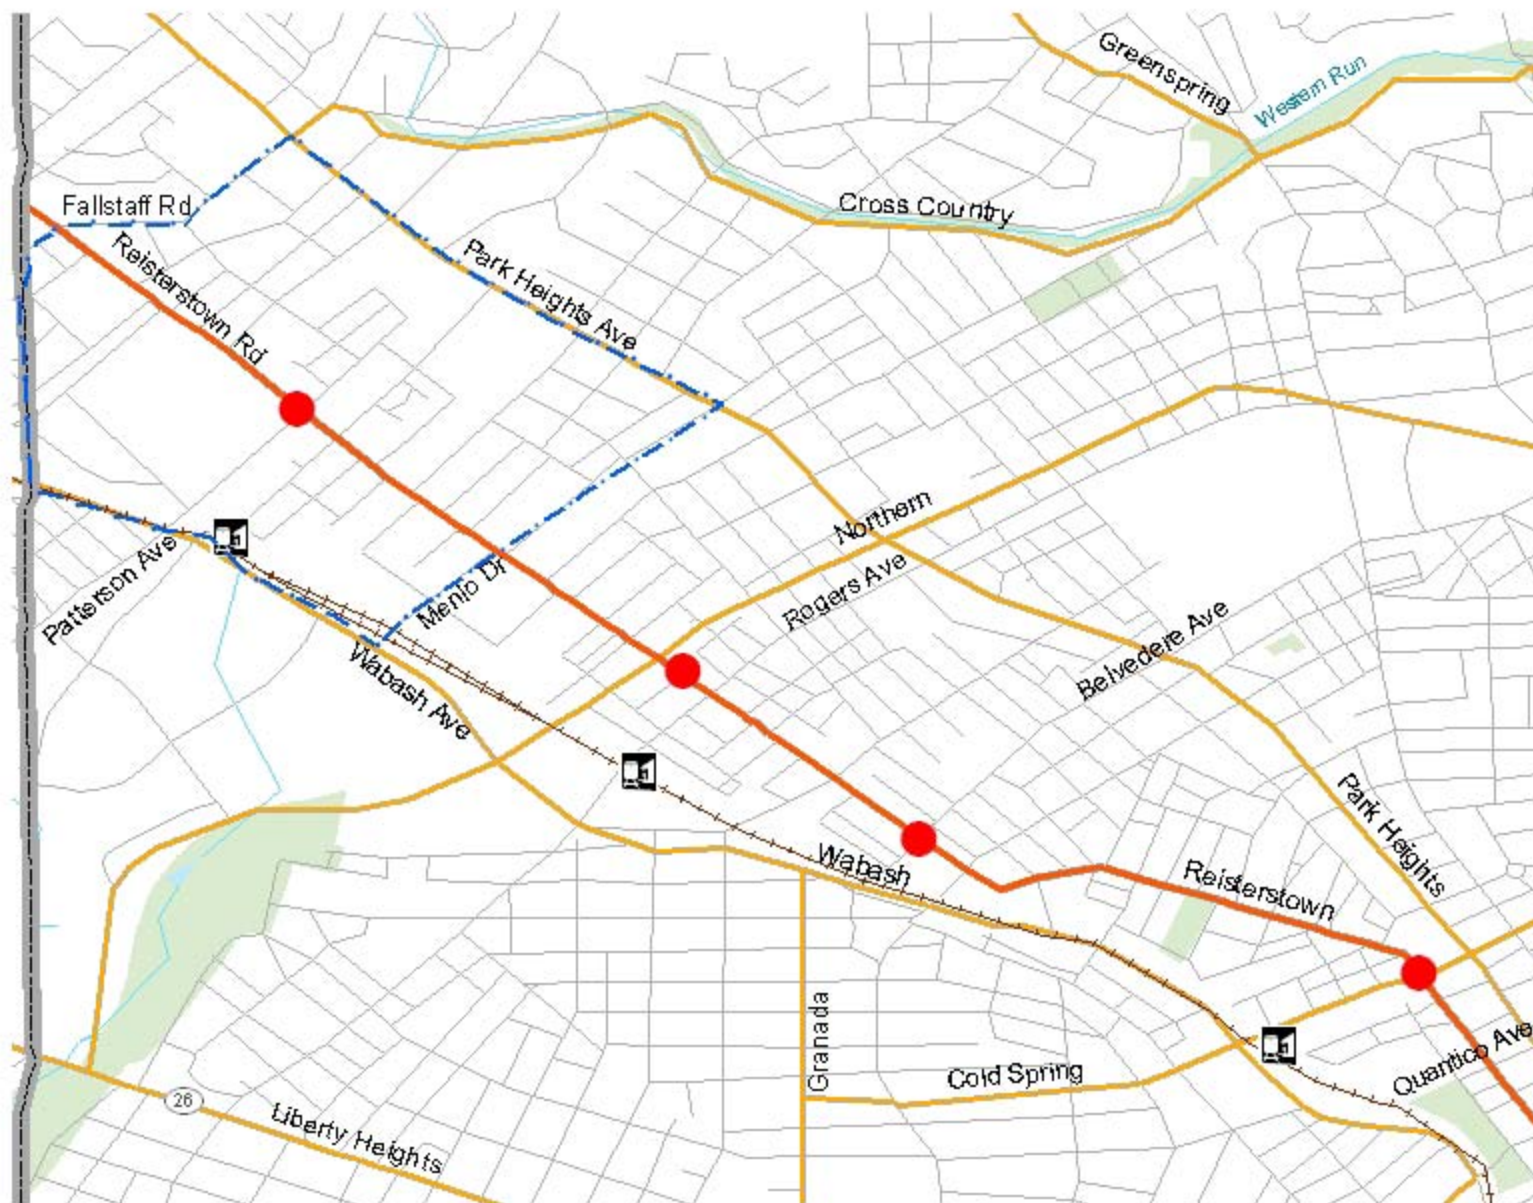 Greenspring
Western Run
Fallstaff Rd
Cross Country
Reisterstown Rd
Park Heights Ave
Northern
Patterson Ave
Menlo Dr
Rogers Ave
Belvedere Ave
Wabash Ave
Park Heights
Wabash
Reisterstown
Granada
Cold Spring
Quantico Ave
26
Liberty Heights